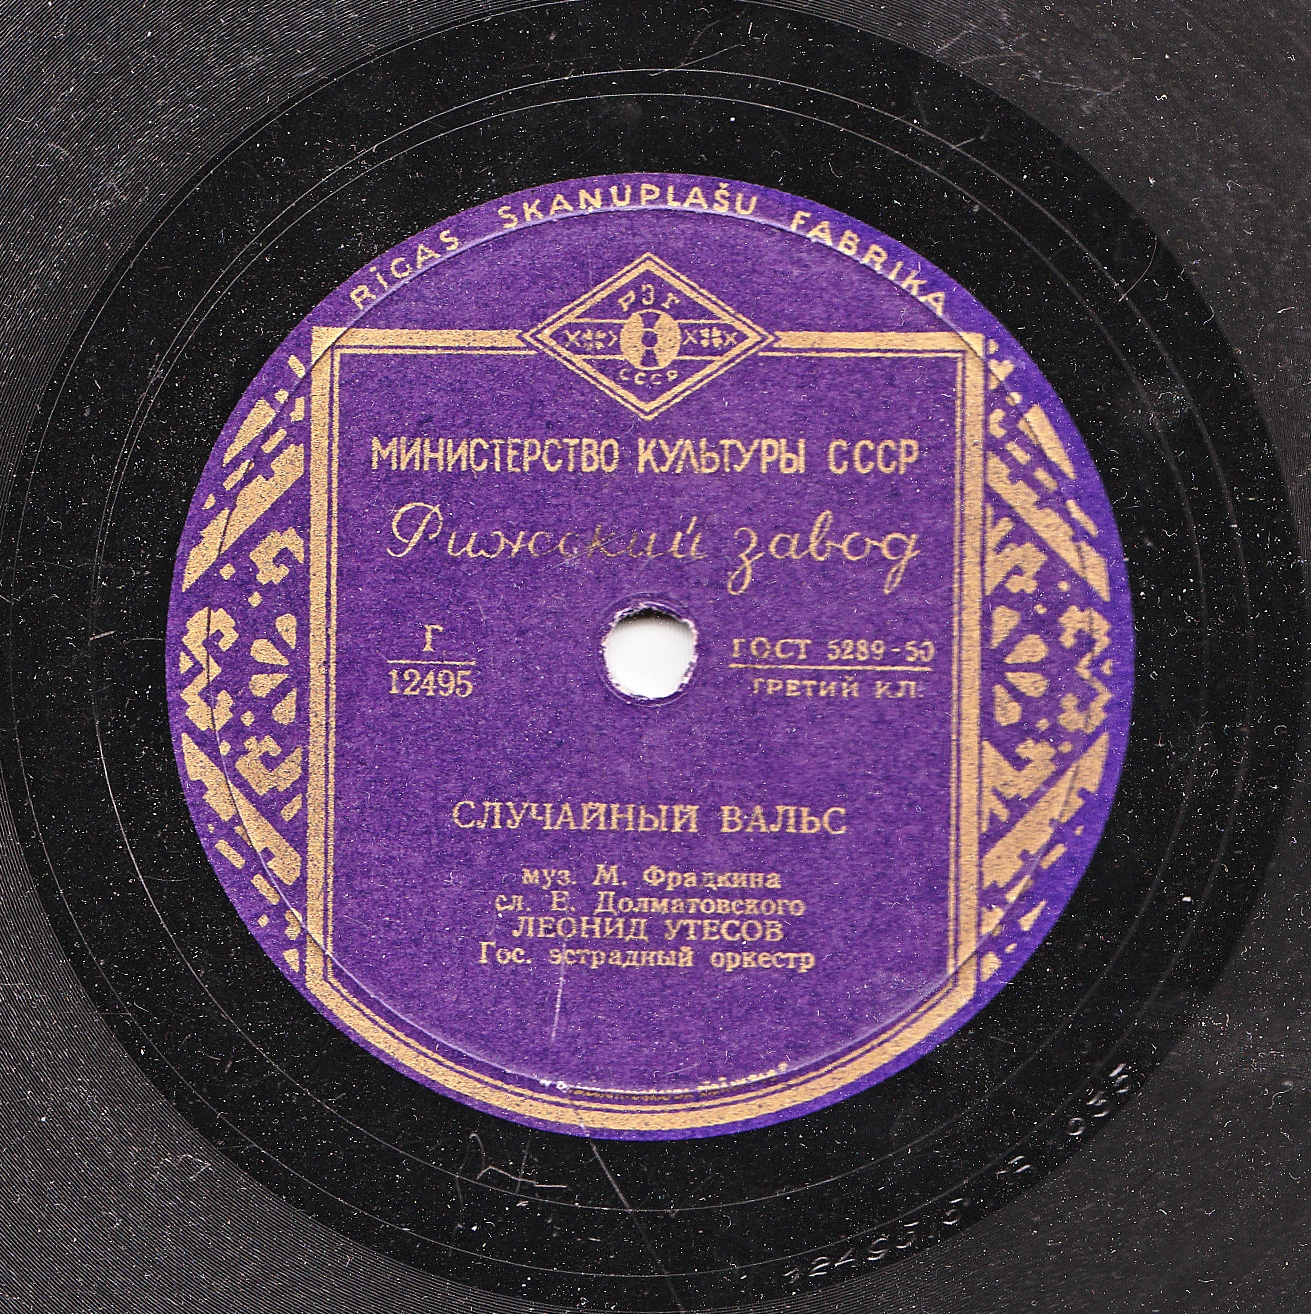 RĪGAS SKAŅUPLAŠU FABRIKA
РЗГ
СССР
МИНИСТЕРСТВО КУЛЬТУРЫ СССР
Рижский завод
Г
12495
ГОСТ 5289-50
ТРЕТИЙ КЛ.
СЛУЧАЙНЫЙ ВАЛЬС
муз. М. Фрадкина
сл. Е. Долматовского
ЛЕОНИД УТЕСОВ
Гос. эстрадный оркестр